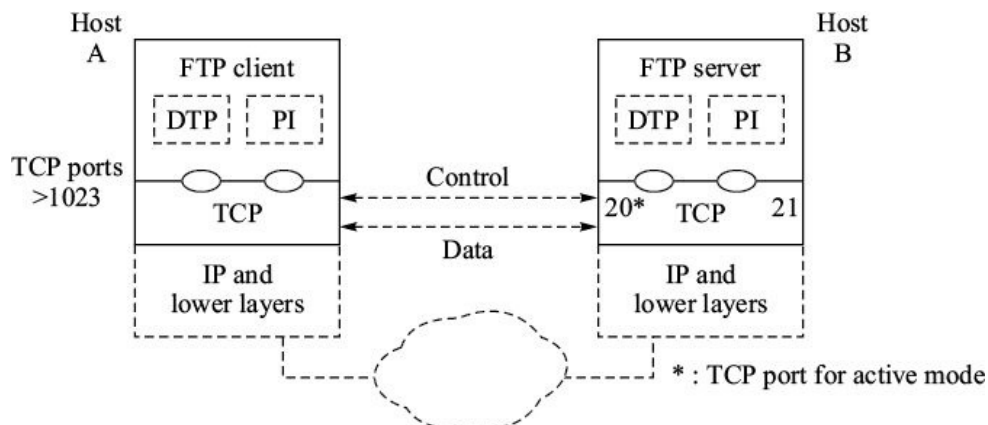 Host
A
FTP client
DTP
PI
TCP ports
>1023
TCP
IP and
lower layers
Control
Data
Host
B
FTP server
DTP
PI
20*
TCP
21
IP and
lower layers
* : TCP port for active mode